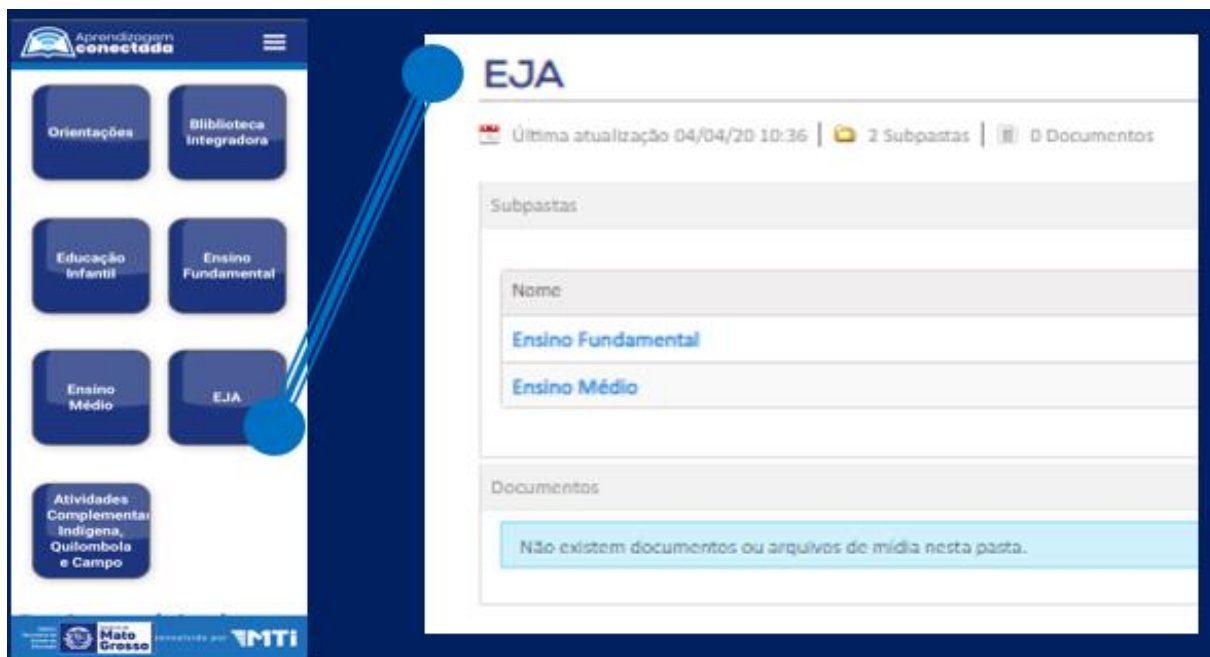 Aprendizagem
conectada
Orientações
Bliblioteca
Integradora
Educação
Infantil
Ensino
Fundamental
Ensino
Médio
EJA
Atividades
Complementar
Indígena,
Quilombola
e Campo
Mato
Grosso
MTi
EJA
Última atualização 04/04/20 10:36 | 2 Subpastas | 0 Documentos
Subpastas
Nome
Ensino Fundamental
Ensino Médio
Documentos
Não existem documentos ou arquivos de mídia nesta pasta.